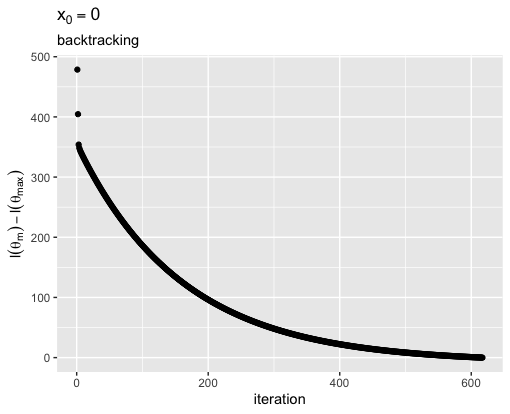 x₀ = 0
backtracking
500
400
300
200
100
0
l(θₘ) − l(θₘₐₓ)
0 200 400 600
iteration